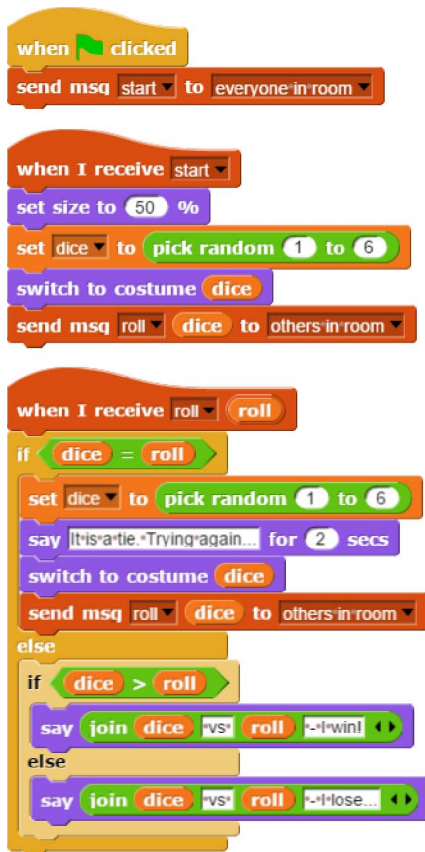 when clicked
send msg start to everyone in room
when I receive start
set size to 50 %
set dice to pick random 1 to 6
switch to costume dice
send msg roll dice to others in room
when I receive roll roll
if dice = roll
set dice to pick random 1 to 6
say It is a tie. Trying again... for 2 secs
switch to costume dice
send msg roll dice to others in room
else
if dice > roll
say join dice vs roll - I win!
else
say join dice vs roll - I lose...